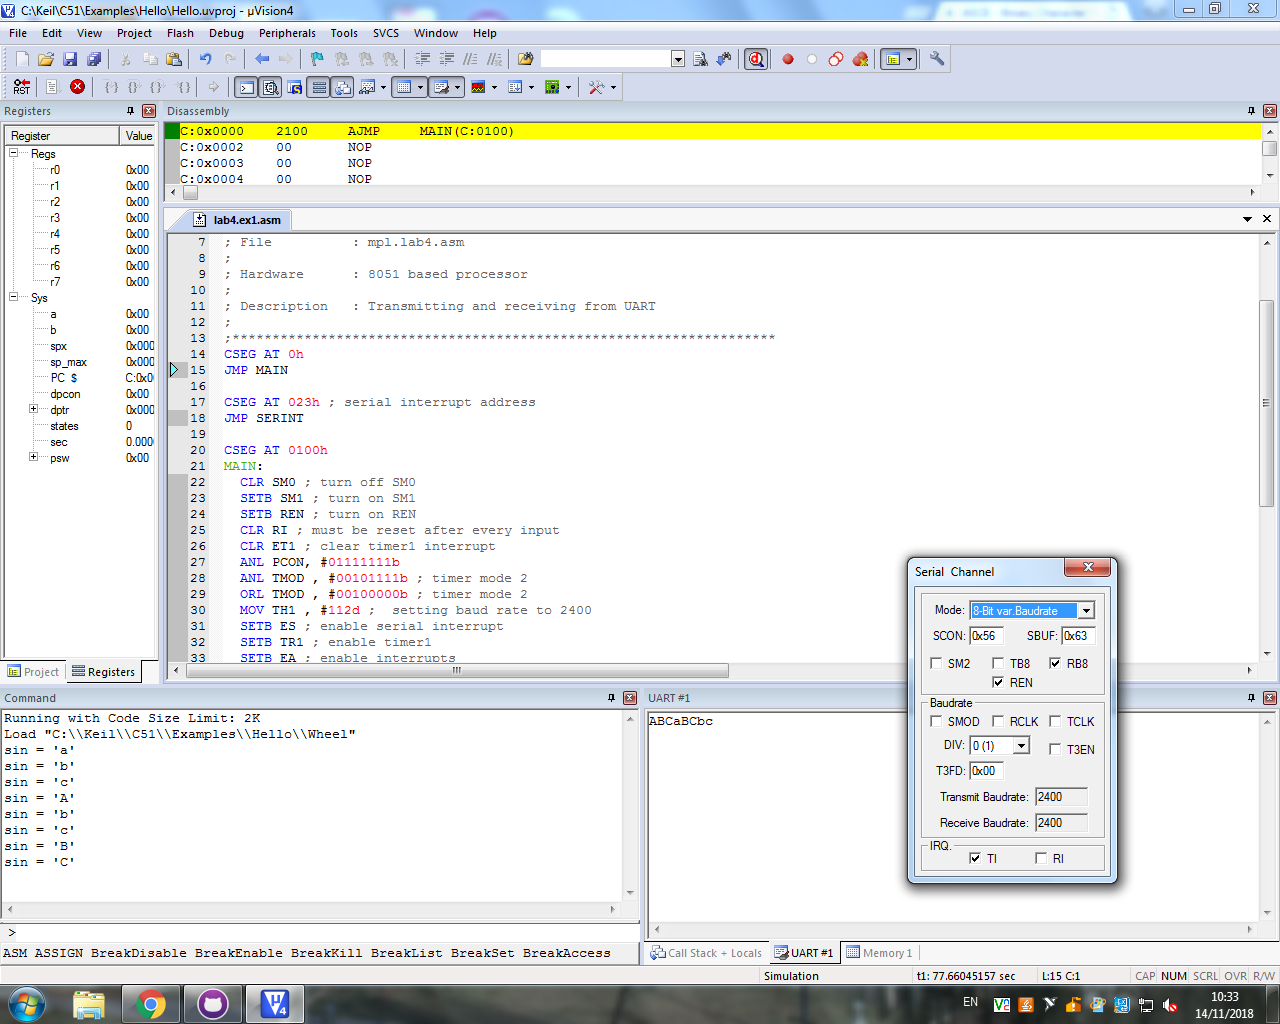 C:\Keil\C51\Examples\Hello\Hello.uvproj - µVision4
File Edit View Project Flash Debug Peripherals Tools SVCS Window Help
RST
Registers
Register Value
Regs
r0 0x00
r1 0x00
r2 0x00
r3 0x00
r4 0x00
r5 0x00
r6 0x00
r7 0x00
Sys
a 0x00
b 0x00
spx 0x000
sp_max 0x000
PC $ C:0x0
dpcon 0x00
dptr 0x000
states 0
sec 0.000
psw 0x00
Project Registers
Disassembly
C:0x0000 2100 AJMP MAIN(C:0100)
C:0x0002 00 NOP
C:0x0003 00 NOP
C:0x0004 00 NOP
lab4.ex1.asm
7 ; File : mpl.lab4.asm
8 ;
9 ; Hardware : 8051 based processor
10 ;
11 ; Description : Transmitting and receiving from UART
12 ;
13 ;********************************************************************
14 CSEG AT 0h
15 JMP MAIN
16
17 CSEG AT 023h ; serial interrupt address
18 JMP SERINT
19
20 CSEG AT 0100h
21 MAIN:
22 CLR SM0 ; turn off SM0
23 SETB SM1 ; turn on SM1
24 SETB REN ; turn on REN
25 CLR RI ; must be reset after every input
26 CLR ET1 ; clear timer1 interrupt
27 ANL PCON, #01111111b
28 ANL TMOD , #00101111b ; timer mode 2
29 ORL TMOD , #00100000b ; timer mode 2
30 MOV TH1 , #112d ; setting baud rate to 2400
31 SETB ES ; enable serial interrupt
32 SETB TR1 ; enable timer1
33 SETB EA ; enable interrupts
Serial Channel
Mode: 8-Bit var.Baudrate
SCON: 0x56 SBUF: 0x63
SM2 TB8 RB8
REN
Baudrate
SMOD RCLK TCLK
DIV: 0 (1) T3EN
T3FD: 0x00
Transmit Baudrate: 2400
Receive Baudrate: 2400
IRQ
TI RI
Command
Running with Code Size Limit: 2K
Load "C:\\Keil\\C51\\Examples\\Hello\\Wheel"
sin = 'a'
sin = 'b'
sin = 'c'
sin = 'A'
sin = 'b'
sin = 'c'
sin = 'B'
sin = 'C'
>
ASM ASSIGN BreakDisable BreakEnable BreakKill BreakList BreakSet BreakAccess
UART #1
ABCaBCbc
Call Stack + Locals UART #1 Memory 1
Simulation t1: 77.66045157 sec L:15 C:1 CAP NUM SCRL OVR R/W
EN 10:33
14/11/2018